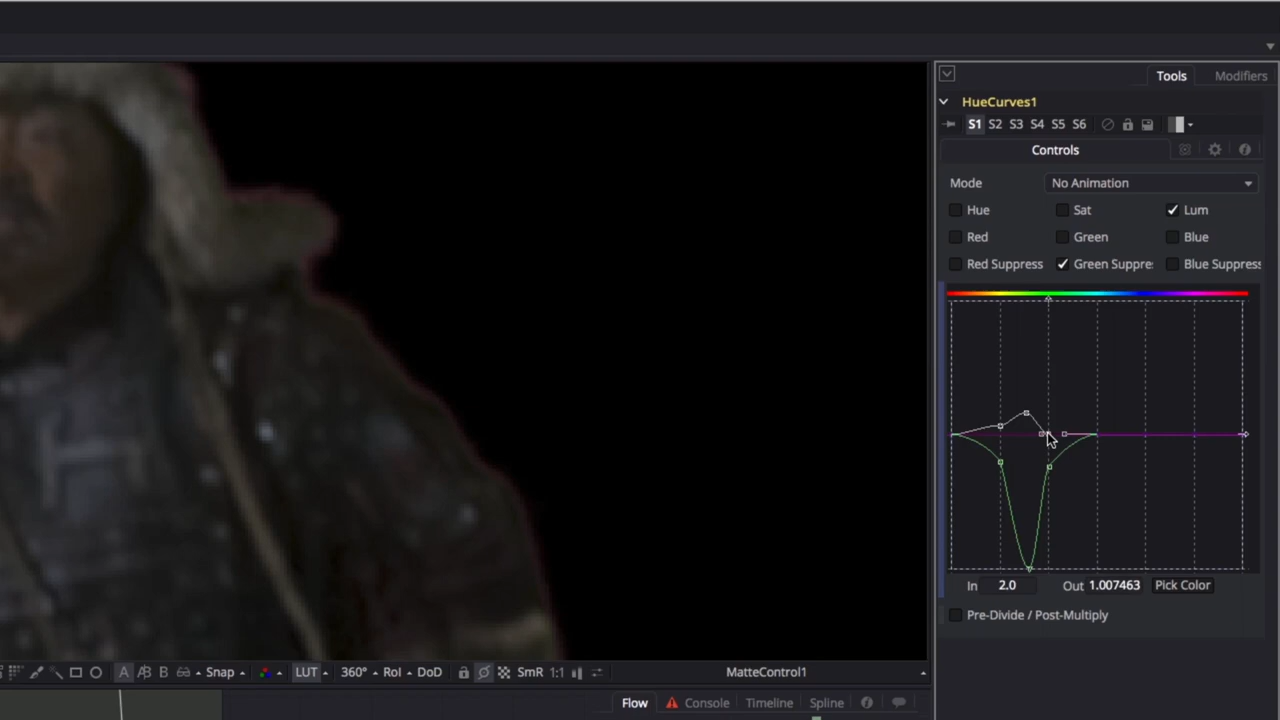 Tools Modifiers
HueCurves1
S1 S2 S3 S4 S5 S6
Controls
Mode No Animation
Hue Sat Lum
Red Green Blue
Red Suppress Green Suppre: Blue Suppress
In 2.0 Out 1.007463 Pick Color
Pre-Divide / Post-Multiply
H
A B Snap LUT 360° RoI DoD SmR 1:1 MatteControl1
Flow Console Timeline Spline